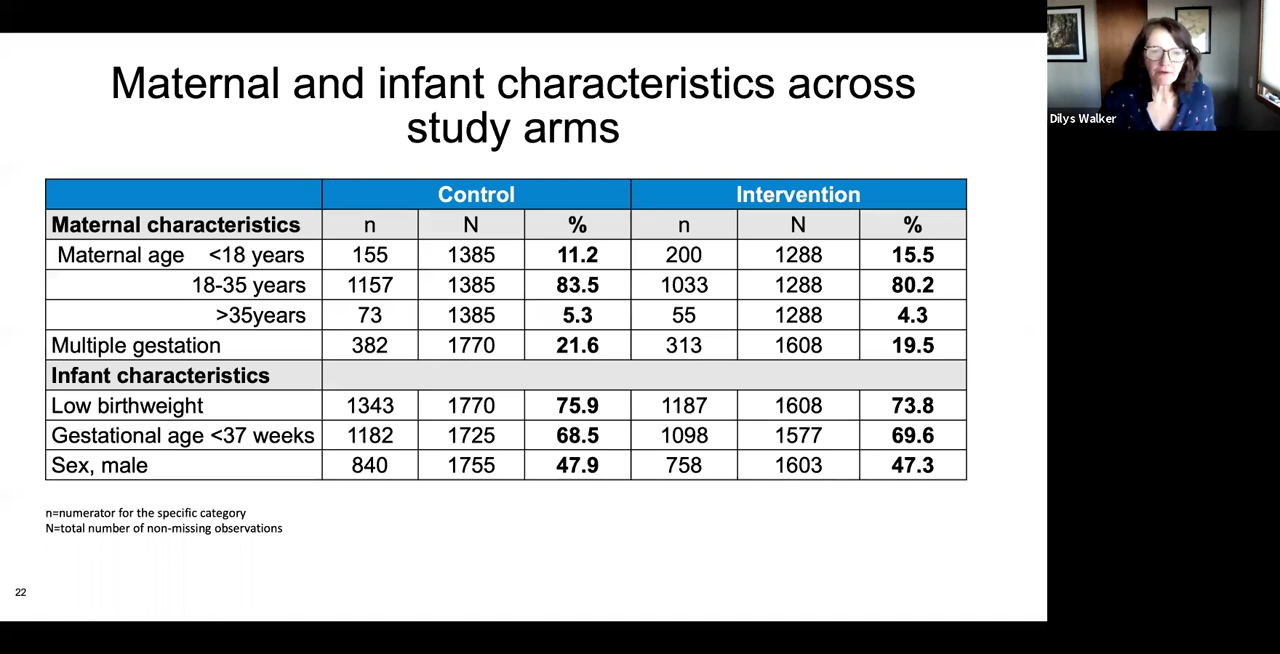 Maternal and infant characteristics across
study arms
Control Intervention
Maternal characteristics n N % n N %
Maternal age <18 years 155 1385 11.2 200 1288 15.5
18-35 years 1157 1385 83.5 1033 1288 80.2
>35years 73 1385 5.3 55 1288 4.3
Multiple gestation 382 1770 21.6 313 1608 19.5
Infant characteristics
Low birthweight 1343 1770 75.9 1187 1608 73.8
Gestational age <37 weeks 1182 1725 68.5 1098 1577 69.6
Sex, male 840 1755 47.9 758 1603 47.3
n=numerator for the specific category
N=total number of non-missing observations
22
Dilys Walker